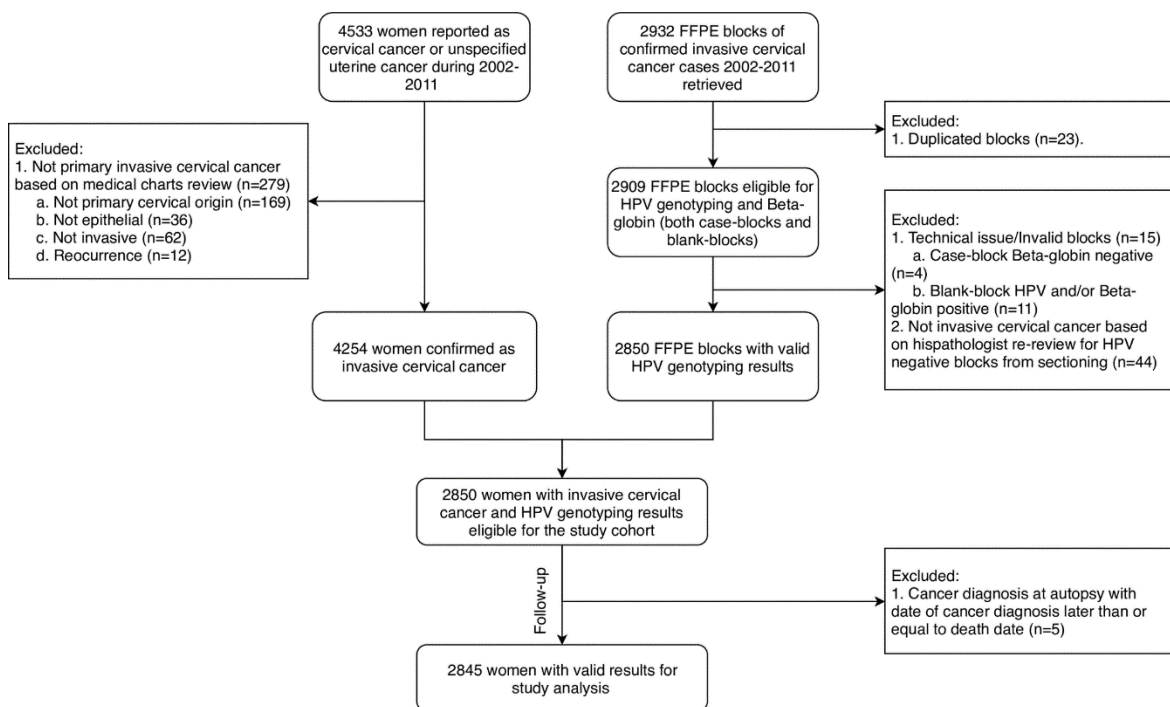 4533 women reported as
cervical cancer or unspecified
uterine cancer during 2002-
2011
2932 FFPE blocks of
confirmed invasive cervical
cancer cases 2002-2011
retrieved
Excluded:
1. Not primary invasive cervical cancer
based on medical charts review (n=279)
a. Not primary cervical origin (n=169)
b. Not epithelial (n=36)
c. Not invasive (n=62)
d. Reocurrence (n=12)
Excluded:
1. Duplicated blocks (n=23).
2909 FFPE blocks eligible for
HPV genotyping and Beta-
globin (both case-blocks and
blank-blocks)
Excluded:
1. Technical issue/Invalid blocks (n=15)
a. Case-block Beta-globin negative
(n=4)
b. Blank-block HPV and/or Beta-
globin positive (n=11)
2. Not invasive cervical cancer based
on hispathologist re-review for HPV
negative blocks from sectioning (n=44)
4254 women confirmed as
invasive cervical cancer
2850 FFPE blocks with valid
HPV genotyping results
2850 women with invasive cervical
cancer and HPV genotyping results
eligible for the study cohort
Follow-up
Excluded:
1. Cancer diagnosis at autopsy with
date of cancer diagnosis later than or
equal to death date (n=5)
2845 women with valid results for
study analysis